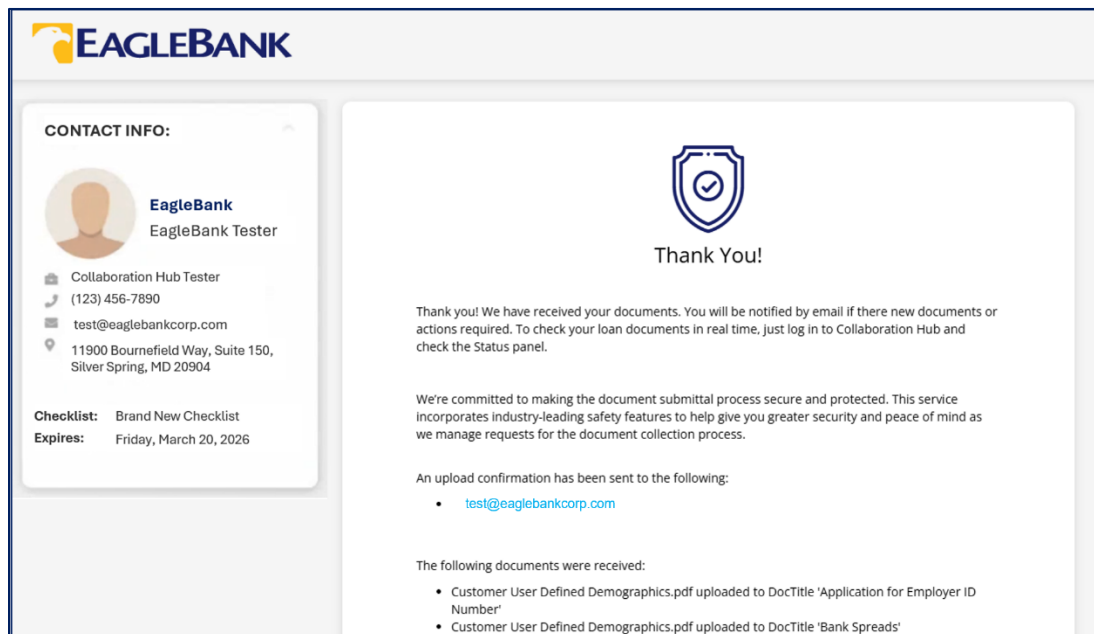 EAGLEBANK
CONTACT INFO:
EagleBank
EagleBank Tester
Collaboration Hub Tester
(123) 456-7890
test@eaglebankcorp.com
11900 Bournefield Way, Suite 150,
Silver Spring, MD 20904
Checklist: Brand New Checklist
Expires: Friday, March 20, 2026
Thank You!
Thank you! We have received your documents. You will be notified by email if there new documents or
actions required. To check your loan documents in real time, just log in to Collaboration Hub and
check the Status panel.
We're committed to making the document submittal process secure and protected. This service
incorporates industry-leading safety features to help give you greater security and peace of mind as
we manage requests for the document collection process.
An upload confirmation has been sent to the following:
• test@eaglebankcorp.com
The following documents were received:
• Customer User Defined Demographics.pdf uploaded to DocTitle 'Application for Employer ID
Number'
• Customer User Defined Demographics.pdf uploaded to DocTitle 'Bank Spreads'